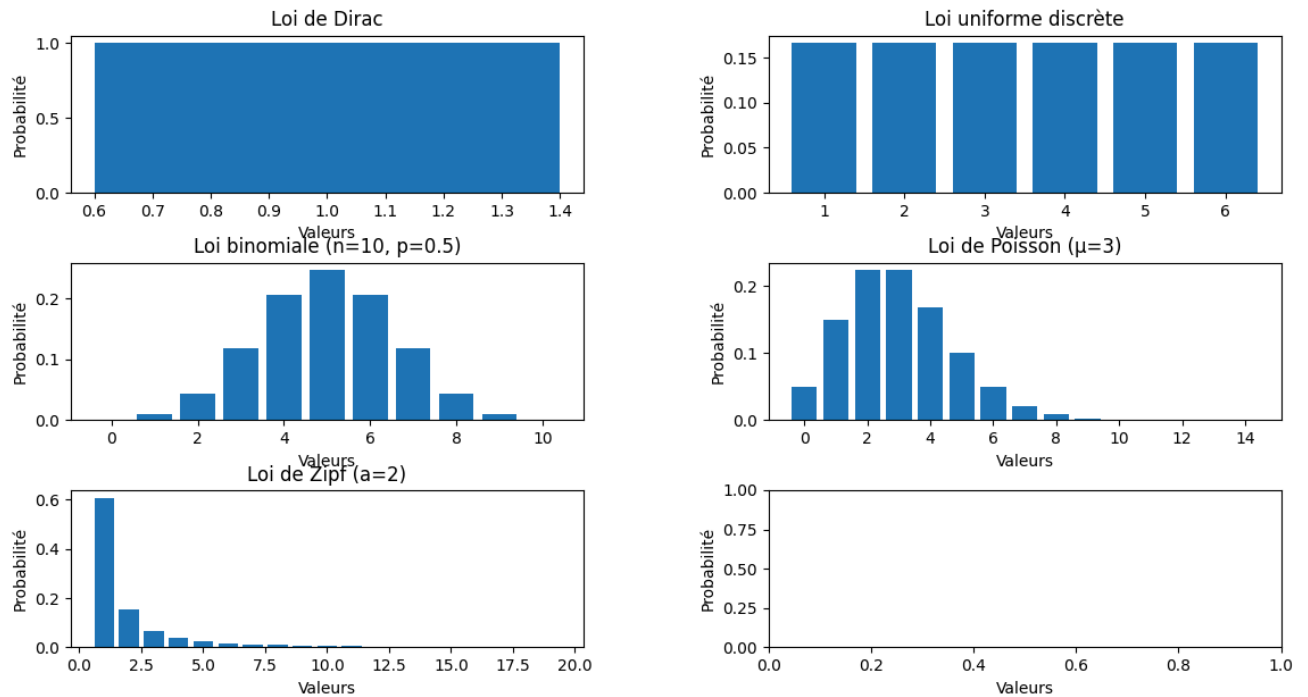 Loi de Dirac
Probabilité
1.0
0.5
0.0
0.6 0.7 0.8 0.9 1.0 1.1 1.2 1.3 1.4
Valeurs
Loi uniforme discrète
Probabilité
0.15
0.10
0.05
0.00
1 2 3 4 5 6
Valeurs
Loi binomiale (n=10, p=0.5)
Probabilité
0.2
0.1
0.0
0 2 4 6 8 10
Valeurs
Loi de Poisson (μ=3)
Probabilité
0.2
0.1
0.0
0 2 4 6 8 10 12 14
Valeurs
Loi de Zipf (a=2)
Probabilité
0.6
0.4
0.2
0.0
0.0 2.5 5.0 7.5 10.0 12.5 15.0 17.5 20.0
Valeurs
Probabilité
1.00
0.75
0.50
0.25
0.00
0.0 0.2 0.4 0.6 0.8 1.0
Valeurs